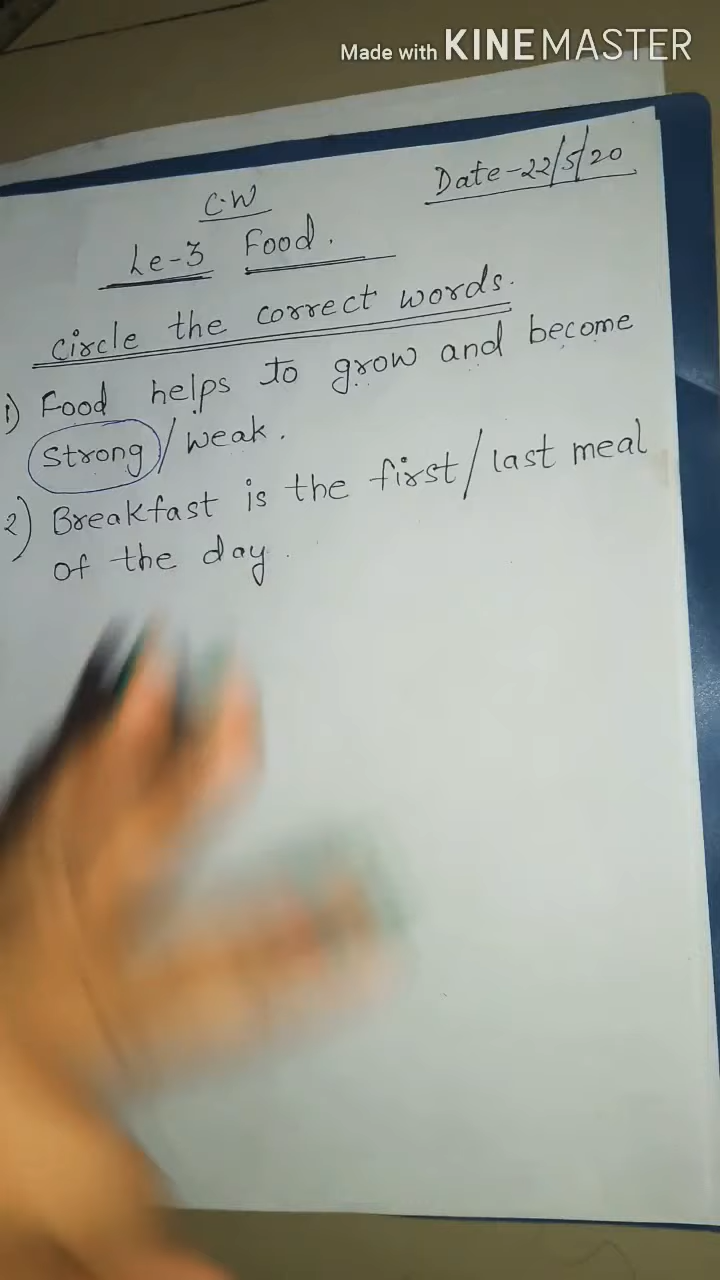 Made with KINEMASTER
C.W
Date-22/5/20
Le-3 Food.
Circle the correct words.
1) Food helps to grow and become
Strong / weak.
2) Breakfast is the first / last meal
of the day.